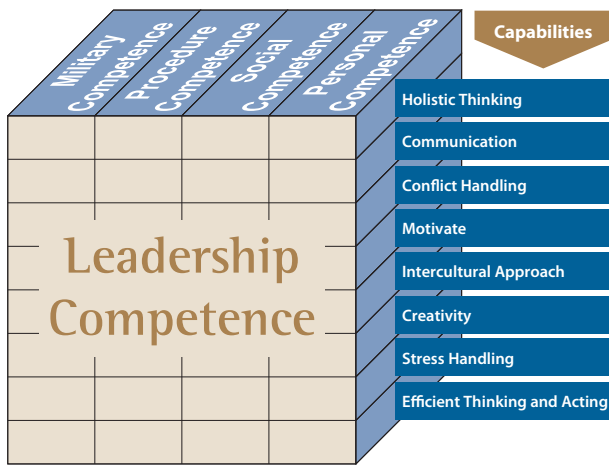 Military
Competence
Procedure
Competence
Social
Competence
Personal
Competence
Capabilities
Holistic Thinking
Communication
Conflict Handling
Motivate
Intercultural Approach
Creativity
Stress Handling
Efficient Thinking and Acting
Leadership
Competence